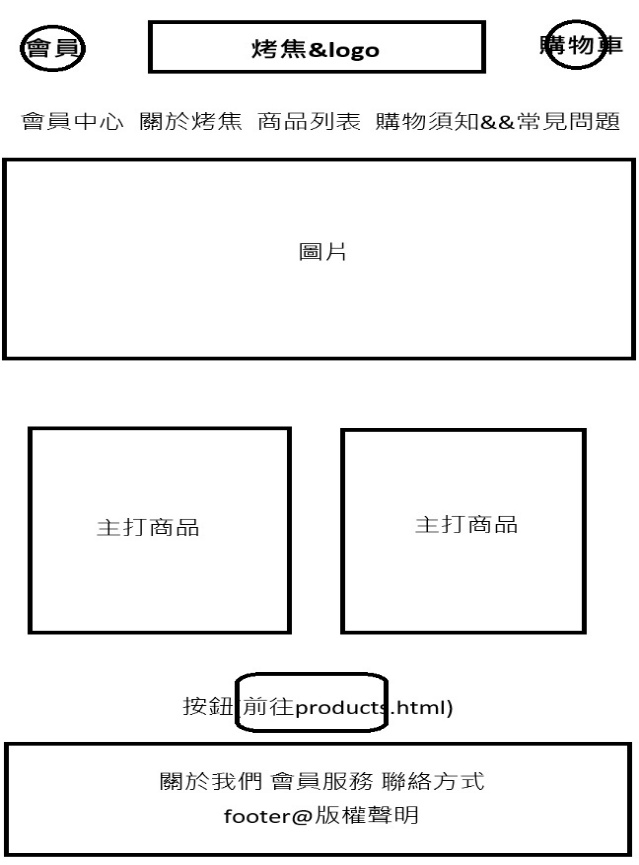 會員 烤焦&logo 購物車
會員中心 關於烤焦 商品列表 購物須知&&常見問題
圖片
主打商品 主打商品
按鈕(前往products.html)
關於我們 會員服務 聯絡方式
footer@版權聲明